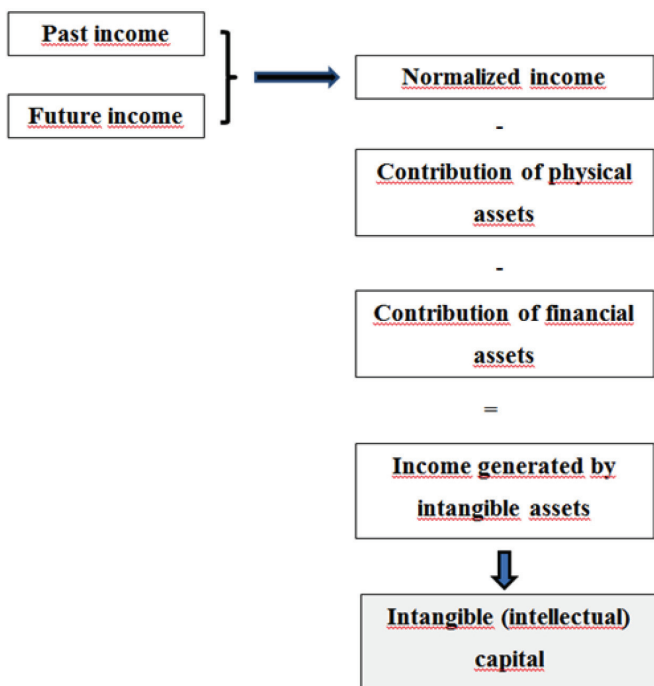 Past income
Future income
Normalized income
-
Contribution of physical
assets
-
Contribution of financial
assets
=
Income generated by
intangible assets
Intangible (intellectual)
capital